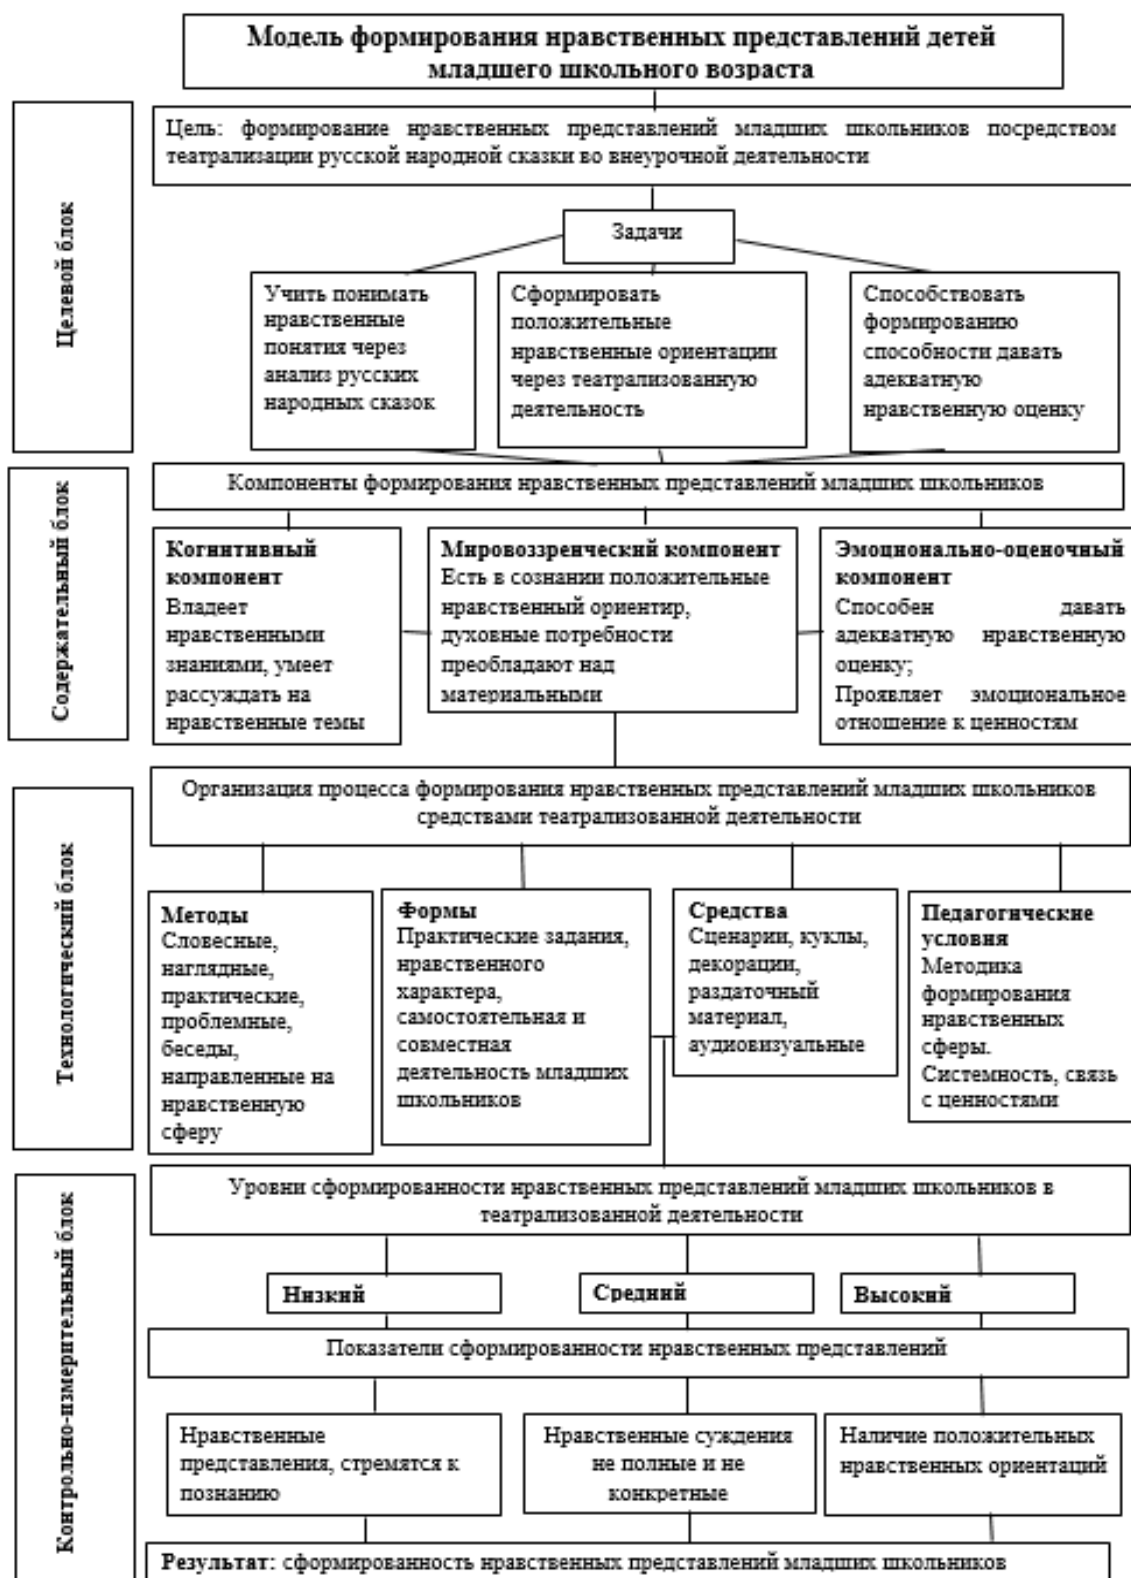 Модель формирования нравственных представлений детей
младшего школьного возраста
Целевой блок
Цель: формирование нравственных представлений младших школьников посредством
театрализации русской народной сказки во внеурочной деятельности
Задачи
Учить понимать
нравственные
понятия через
анализ русских
народных сказок
Сформировать
положительные
нравственные ориентации
через театрализованную
деятельность
Способствовать
формированию
способности давать
адекватную
нравственную оценку
Содержательный блок
Компоненты формирования нравственных представлений младших школьников
Когнитивный
компонент
Владеет
нравственными
знаниями, умеет
рассуждать на
нравственные темы
Мировоззренческий компонент
Есть в сознании положительные
нравственный ориентир,
духовные потребности
преобладают над
материальными
Эмоционально-оценочный
компонент
Способен давать
адекватную нравственную
оценку;
Проявляет эмоциональное
отношение к ценностям
Технологический блок
Организация процесса формирования нравственных представлений младших школьников
средствами театрализованной деятельности
Методы
Словесные,
наглядные,
практические,
проблемные,
беседы,
направленные на
нравственную
сферу
Формы
Практические задания,
нравственного
характера,
самостоятельная и
совместная
деятельность младших
школьников
Средства
Сценарии, куклы,
декорации,
раздаточный
материал,
аудиовизуальные
Педагогические
условия
Методика
формирования
нравственных
сферы.
Системность, связь
с ценностями
Контрольно-измерительный блок
Уровни сформированности нравственных представлений младших школьников в
театрализованной деятельности
Низкий
Средний
Высокий
Показатели сформированности нравственных представлений
Нравственные
представления, стремятся к
познанию
Нравственные суждения
не полные и не
конкретные
Наличие положительных
нравственных ориентаций
Результат: сформированность нравственных представлений младших школьников